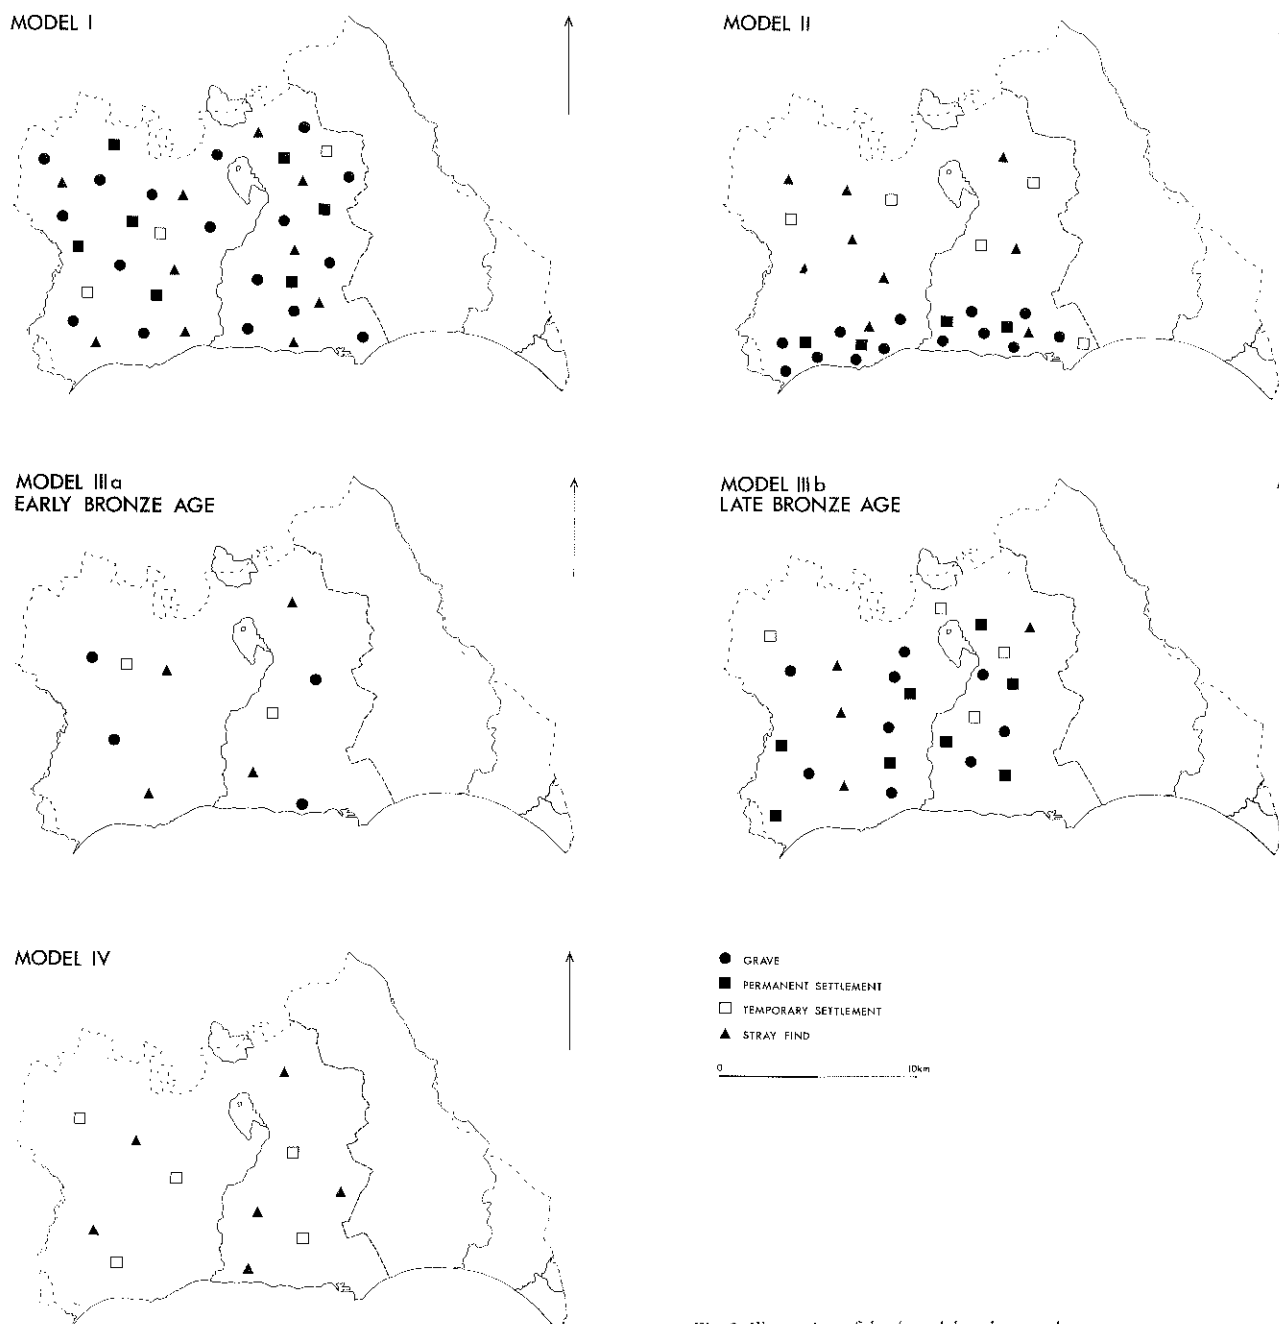 MODEL I
MODEL II
MODEL IIIa
EARLY BRONZE AGE
MODEL IIIb
LATE BRONZE AGE
MODEL IV
GRAVE
PERMANENT SETTLEMENT
TEMPORARY SETTLEMENT
STRAY FIND
0 10km